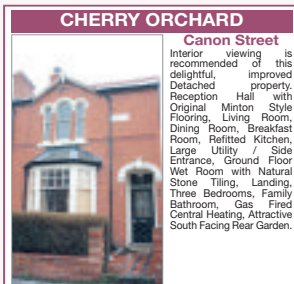 CHERRY ORCHARD
Canon Street
Interior viewing is
recommended of this
delightful, improved
Detached property.
Reception Hall with
Original Minton Style
Flooring, Living Room,
Dining Room, Breakfast
Room, Refitted Kitchen,
Large Utility / Side
Entrance, Ground Floor
Wet Room with Natural
Stone Tiling, Landing,
Three Bedrooms, Family
Bathroom, Gas Fired
Central Heating, Attractive
South Facing Rear Garden.